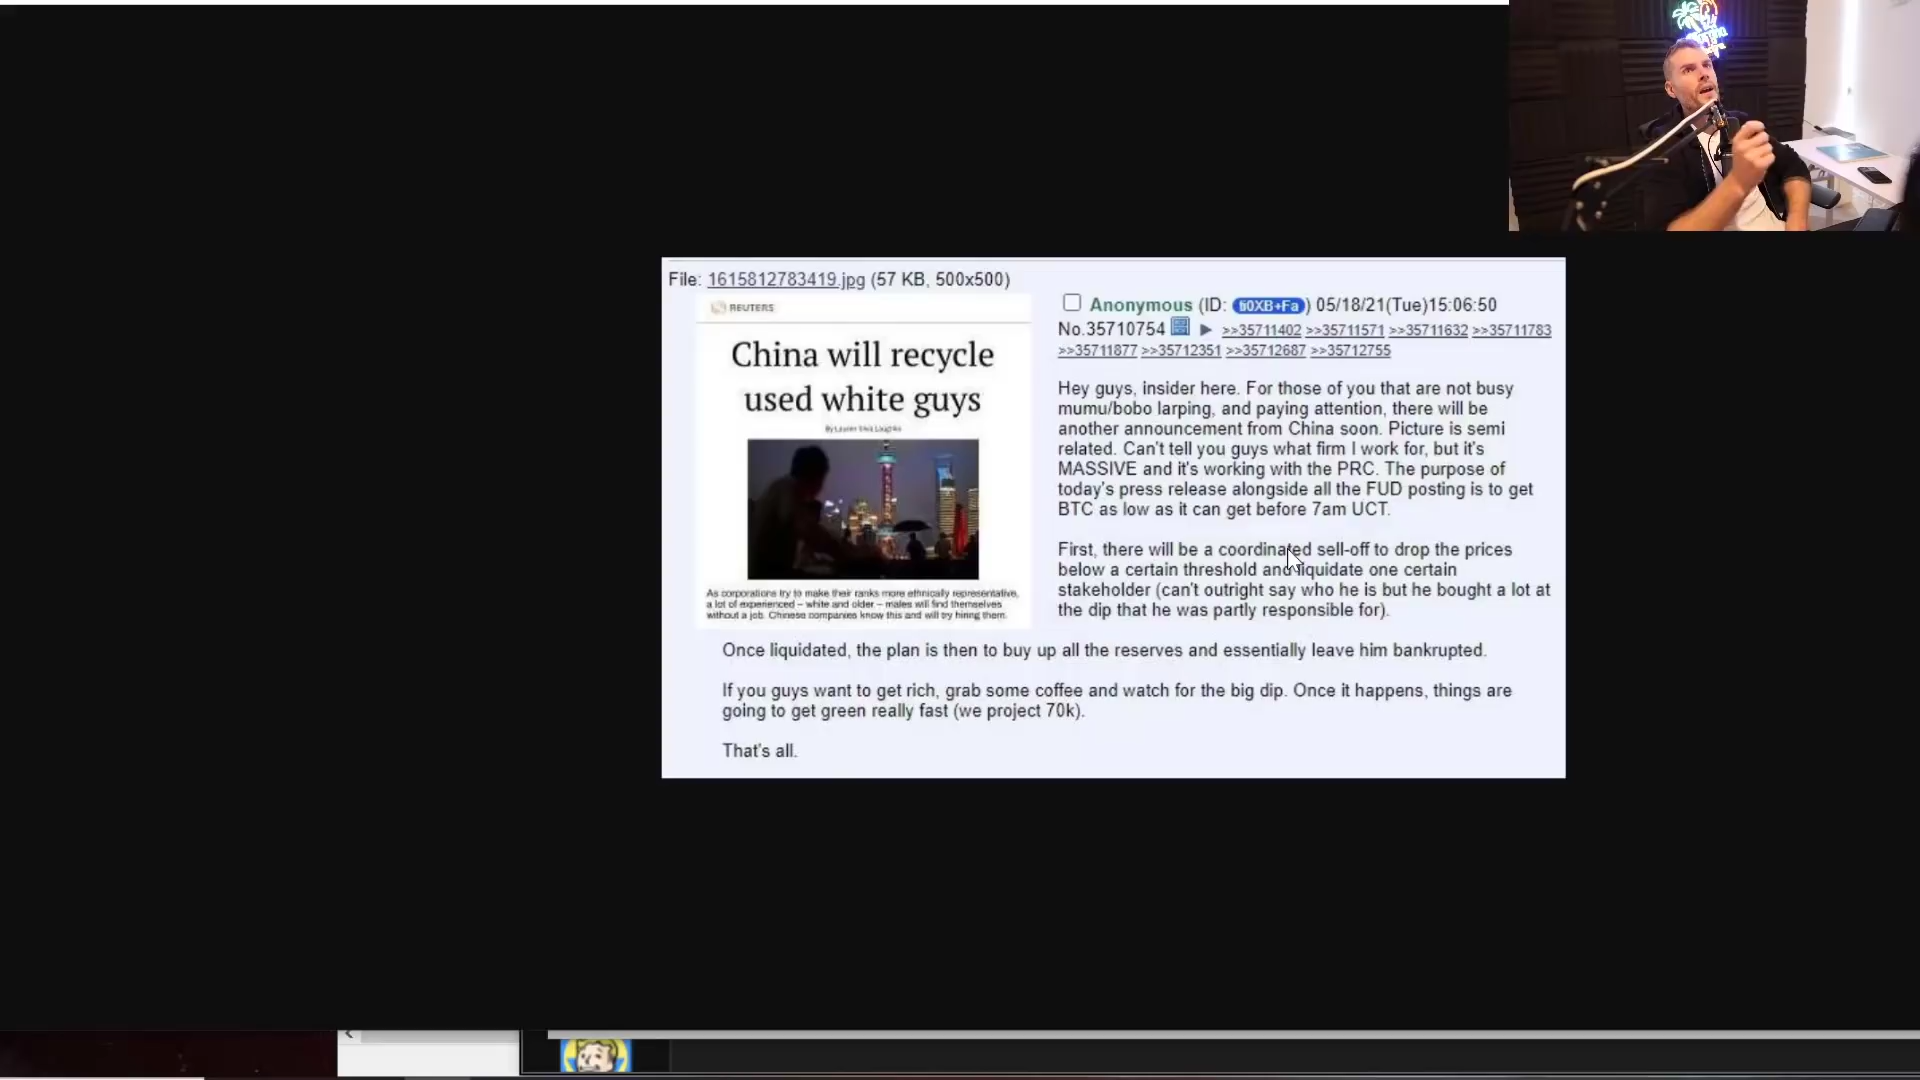 File: 1615812783419.jpg (57 KB, 500x500)
REUTERS
China will recycle
used white guys
As corporations try to make their ranks more ethnically representative,
a lot of experienced – white and older – males will find themselves
without a job. Chinese companies know this and will try hiring them.
Anonymous (ID: fi0XB+Fa) 05/18/21(Tue)15:06:50
No.35710754 ▶ >>35711402 >>35711571 >>35711632 >>35711783
>>35711877 >>35712351 >>35712687 >>35712755
Hey guys, insider here. For those of you that are not busy
mumu/bobo larping, and paying attention, there will be
another announcement from China soon. Picture is semi
related. Can't tell you guys what firm I work for, but it's
MASSIVE and it's working with the PRC. The purpose of
today's press release alongside all the FUD posting is to get
BTC as low as it can get before 7am UCT.
First, there will be a coordinated sell-off to drop the prices
below a certain threshold and liquidate one certain
stakeholder (can't outright say who he is but he bought a lot at
the dip that he was partly responsible for).
Once liquidated, the plan is then to buy up all the reserves and essentially leave him bankrupted.
If you guys want to get rich, grab some coffee and watch for the big dip. Once it happens, things are
going to get green really fast (we project 70k).
That's all.